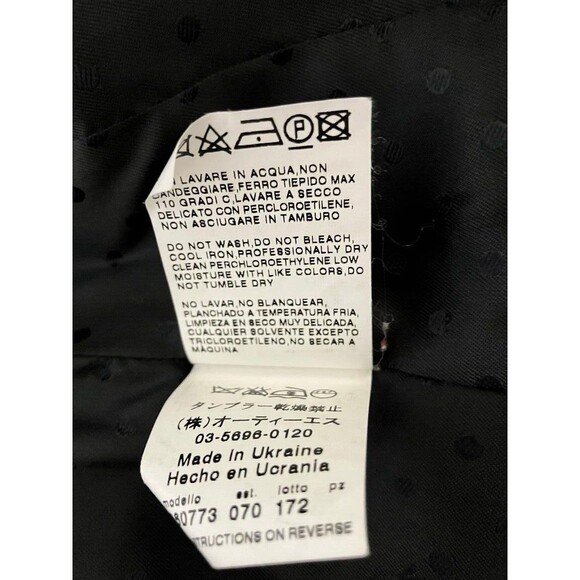 LAVARE IN ACQUA,NON
CANDEGGIARE,FERRO TIEPIDO MAX
110 GRADI C,LAVARE A SECCO
DELICATO CON PERCLOROETILENE,
NON ASCIUGARE IN TAMBURO
DO NOT WASH,DO NOT BLEACH,
COOL IRON,PROFESSIONALLY DRY
CLEAN PERCHLOROETHYLENE LOW
MOISTURE WITH LIKE COLORS,DO
NOT TUMBLE DRY
NO LAVAR,NO BLANQUEAR,
PLANCHADO A TEMPERATURA FRIA,
LIMPIEZA EN SECO MUY DELICADA,
CUALQUIER SOLVENTE EXCEPTO
TRICLOROETILENO,NO SECAR A
MÁQUINA
タンブラー乾燥禁止
(株)オーティーエス
03-5696-0120
Made in Ukraine
Hecho en Ucrania
modello est. lotto pz
80773 070 172
INSTRUCTIONS ON REVERSE